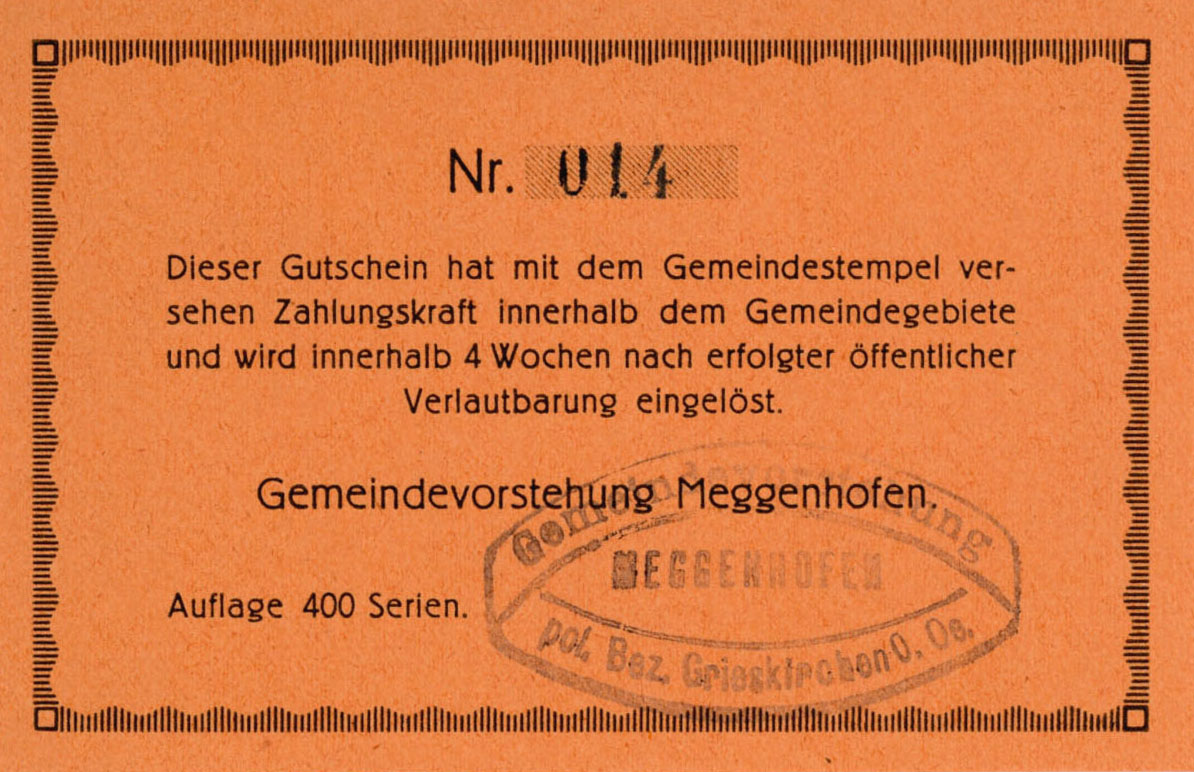 Nr. 014
Dieser Gutschein hat mit dem Gemeindestempel ver-
sehen Zahlungskraft innerhalb dem Gemeindegebiete
und wird innerhalb 4 Wochen nach erfolgter öffentlicher
Verlautbarung eingelöst.
Gemeindevorstehung Meggenhofen.
MEGGENHOFEN
Auflage 400 Serien.
pol. Bez. Grieskirchen O. Oe.